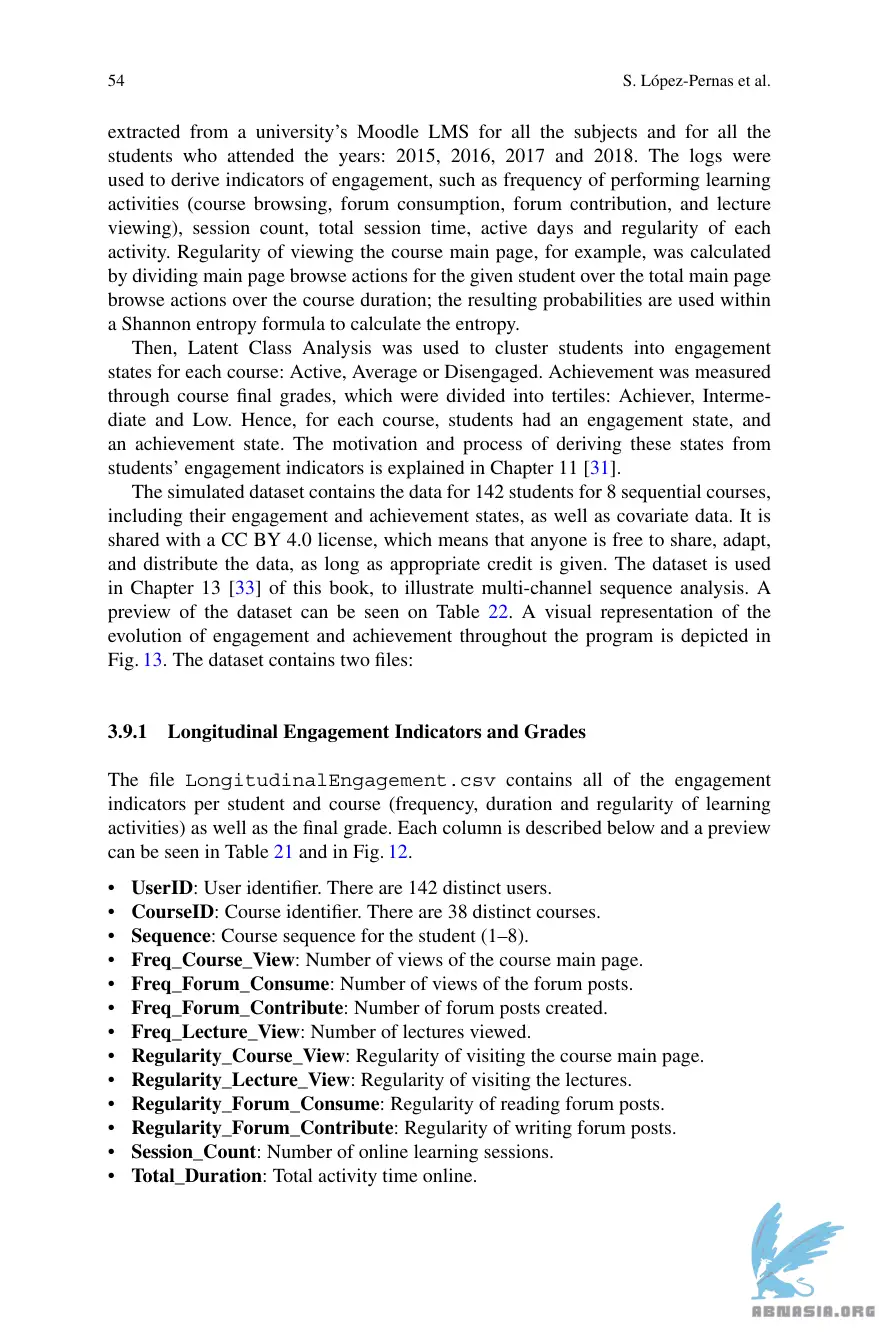 54
S. López-Pernas et al.
extracted from a university's Moodle LMS for all the subjects and for all the
students who attended the years: 2015, 2016, 2017 and 2018. The logs were
used to derive indicators of engagement, such as frequency of performing learning
activities (course browsing, forum consumption, forum contribution, and lecture
viewing), session count, total session time, active days and regularity of each
activity. Regularity of viewing the course main page, for example, was calculated
by dividing main page browse actions for the given student over the total main page
browse actions over the course duration; the resulting probabilities are used within
a Shannon entropy formula to calculate the entropy.
Then, Latent Class Analysis was used to cluster students into engagement
states for each course: Active, Average or Disengaged. Achievement was measured
through course final grades, which were divided into tertiles: Achiever, Interme-
diate and Low. Hence, for each course, students had an engagement state, and
an achievement state. The motivation and process of deriving these states from
students' engagement indicators is explained in Chapter 11 [31].
The simulated dataset contains the data for 142 students for 8 sequential courses,
including their engagement and achievement states, as well as covariate data. It is
shared with a CC BY 4.0 license, which means that anyone is free to share, adapt,
and distribute the data, as long as appropriate credit is given. The dataset is used
in Chapter 13 [33] of this book, to illustrate multi-channel sequence analysis. A
preview of the dataset can be seen on Table 22. A visual representation of the
evolution of engagement and achievement throughout the program is depicted in
Fig. 13. The dataset contains two files:
3.9.1 Longitudinal Engagement Indicators and Grades
The file LongitudinalEngagement.csv contains all of the engagement
indicators per student and course (frequency, duration and regularity of learning
activities) as well as the final grade. Each column is described below and a preview
can be seen in Table 21 and in Fig. 12.
• UserID: User identifier. There are 142 distinct users.
• CourseID: Course identifier. There are 38 distinct courses.
• Sequence: Course sequence for the student (1–8).
• Freq_Course_View: Number of views of the course main page.
• Freq_Forum_Consume: Number of views of the forum posts.
• Freq_Forum_Contribute: Number of forum posts created.
• Freq_Lecture_View: Number of lectures viewed.
• Regularity_Course_View: Regularity of visiting the course main page.
• Regularity_Lecture_View: Regularity of visiting the lectures.
• Regularity_Forum_Consume: Regularity of reading forum posts.
• Regularity_Forum_Contribute: Regularity of writing forum posts.
• Session_Count: Number of online learning sessions.
• Total_Duration: Total activity time online.
ABNASIA.ORG